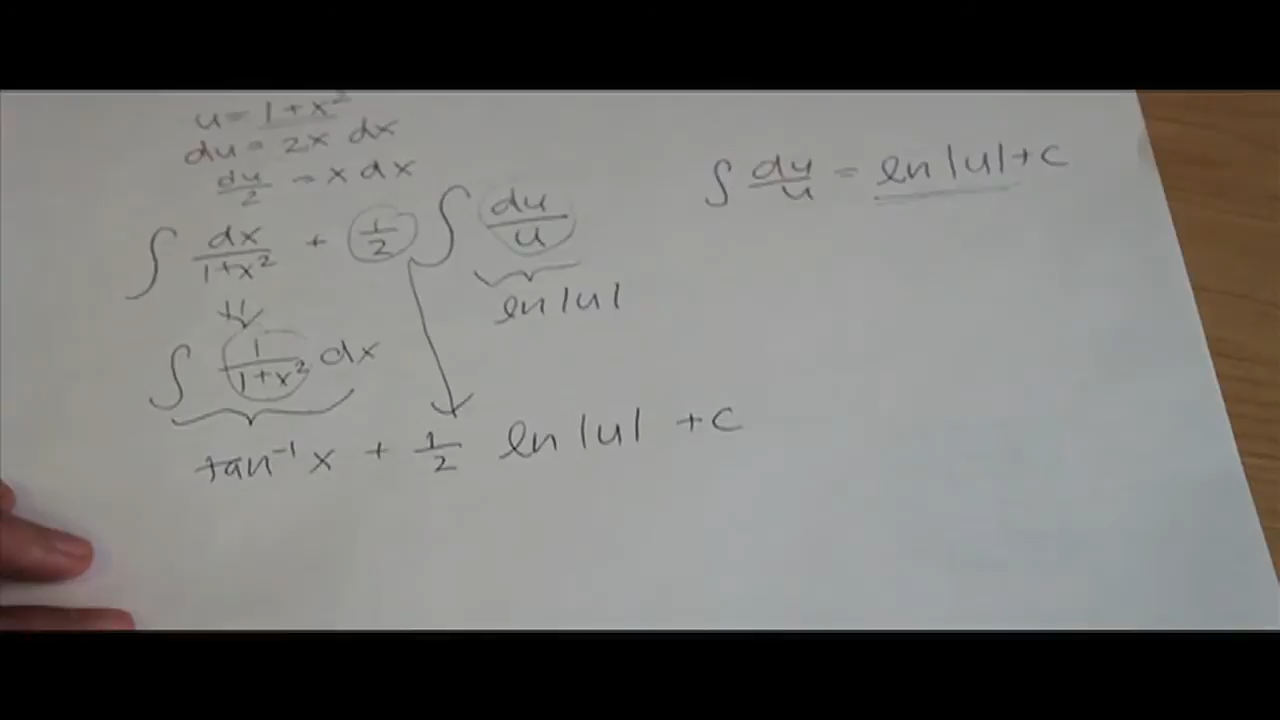 u = 1+x²
du = 2x dx
du/2 = x dx
∫ dx/1+x² + 1/2 ∫ du/u
ln |u|
∫ 1/1+x² dx
tan⁻¹ x + 1/2 ln |u| + c
∫ du/u = ln |u| + c